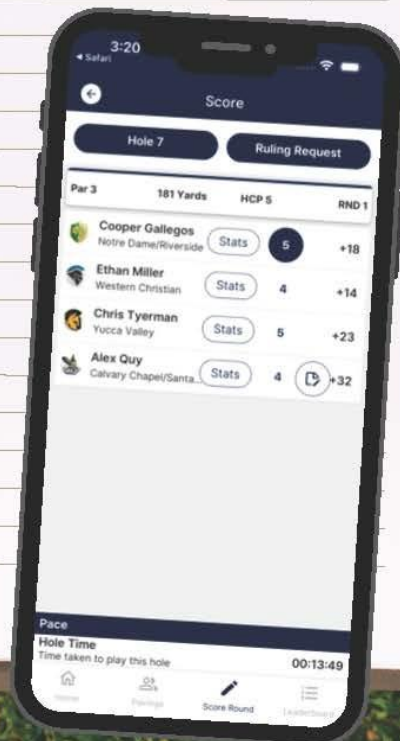 3:20
Safari
Score
Hole 7 Ruling Request
Par 3 181 Yards HCP 5 RND 1
Cooper Gallegos
Notre Dame/Riverside Stats 5 +18
Ethan Miller
Western Christian Stats 4 +14
Chris Tyerman
Yucca Valley Stats 5 +23
Alex Quy
Calvary Chapel/Santa... Stats 4 +32
Pace
Hole Time
Time taken to play this hole 00:13:49
Home Pairings Score Round Leaderboard